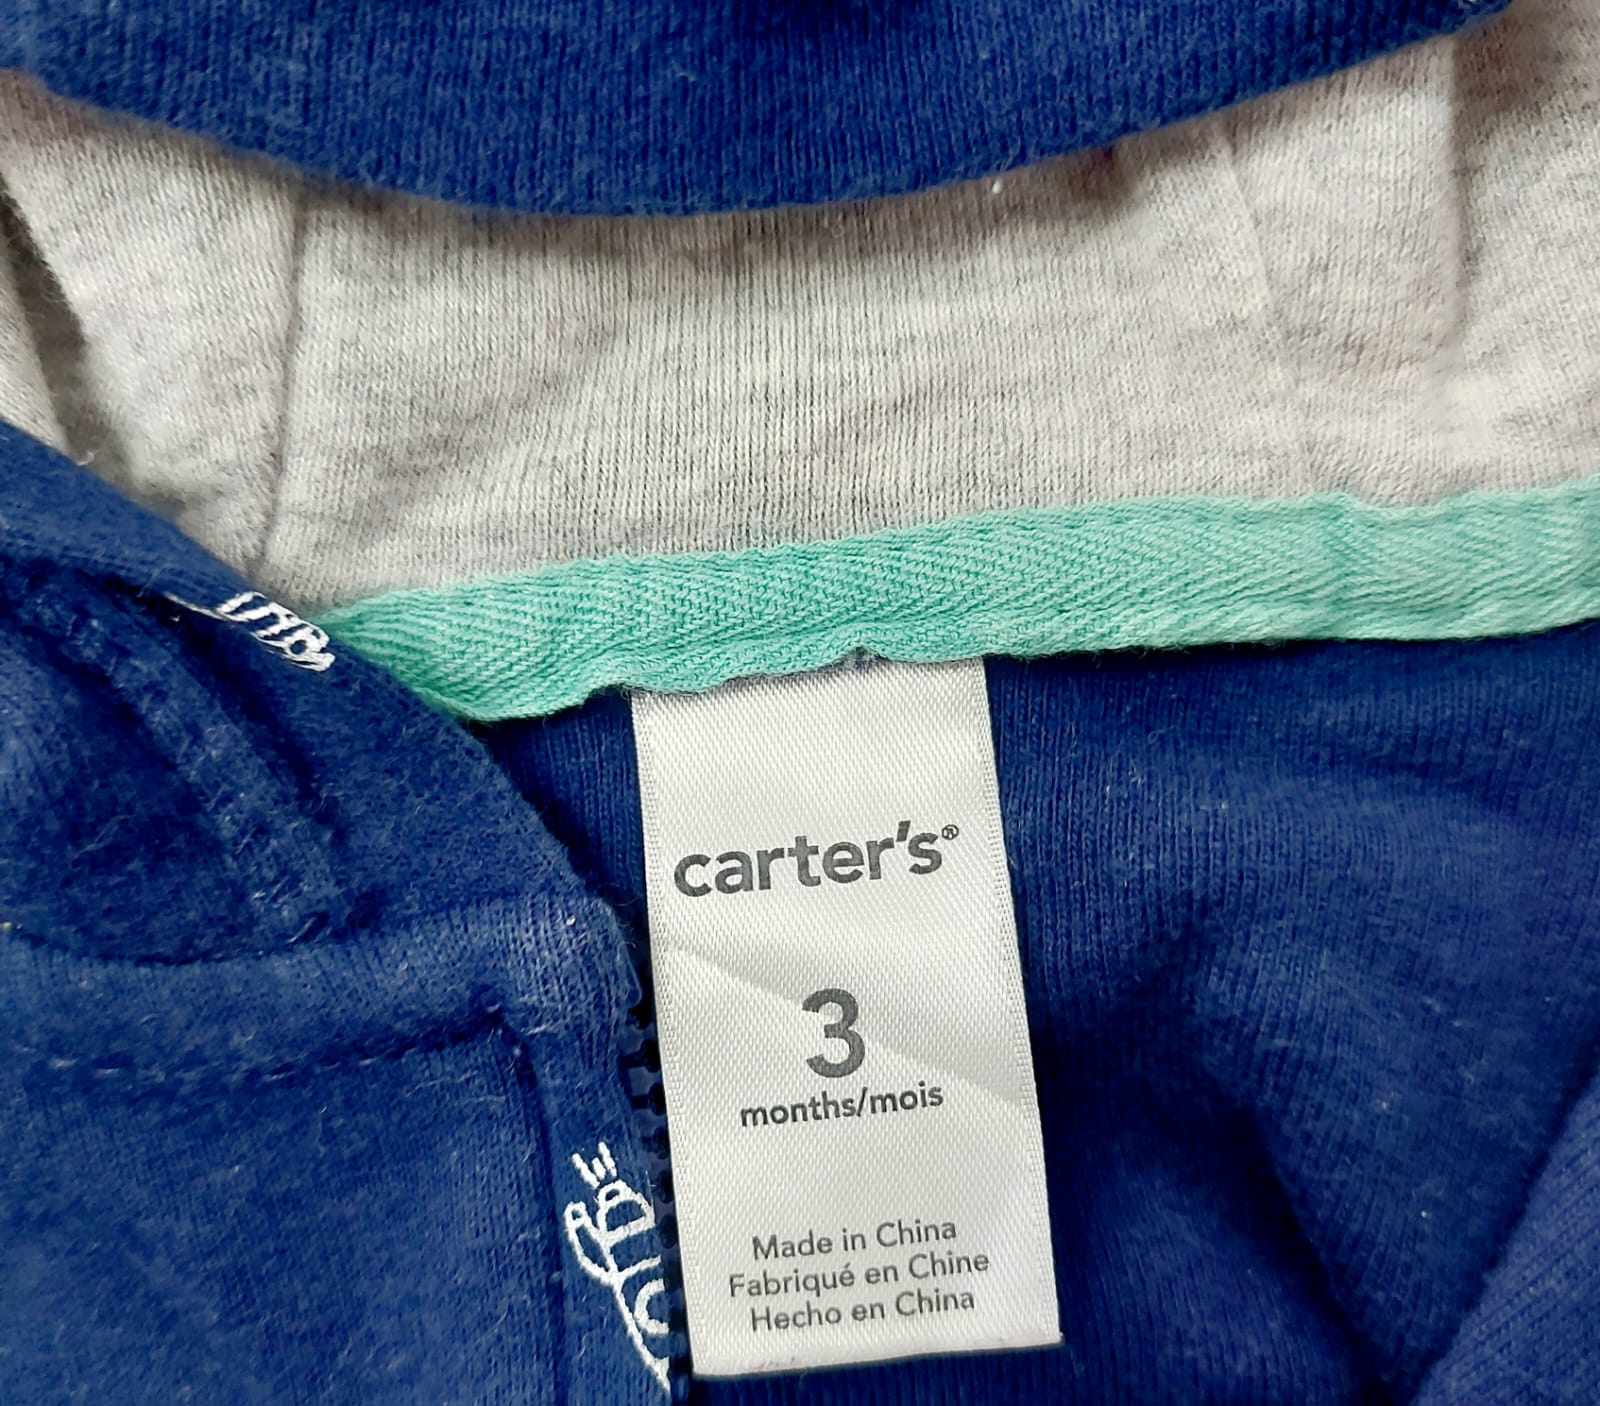 carter's®
3
months/mois
Made in China
Fabriqué en Chine
Hecho en China